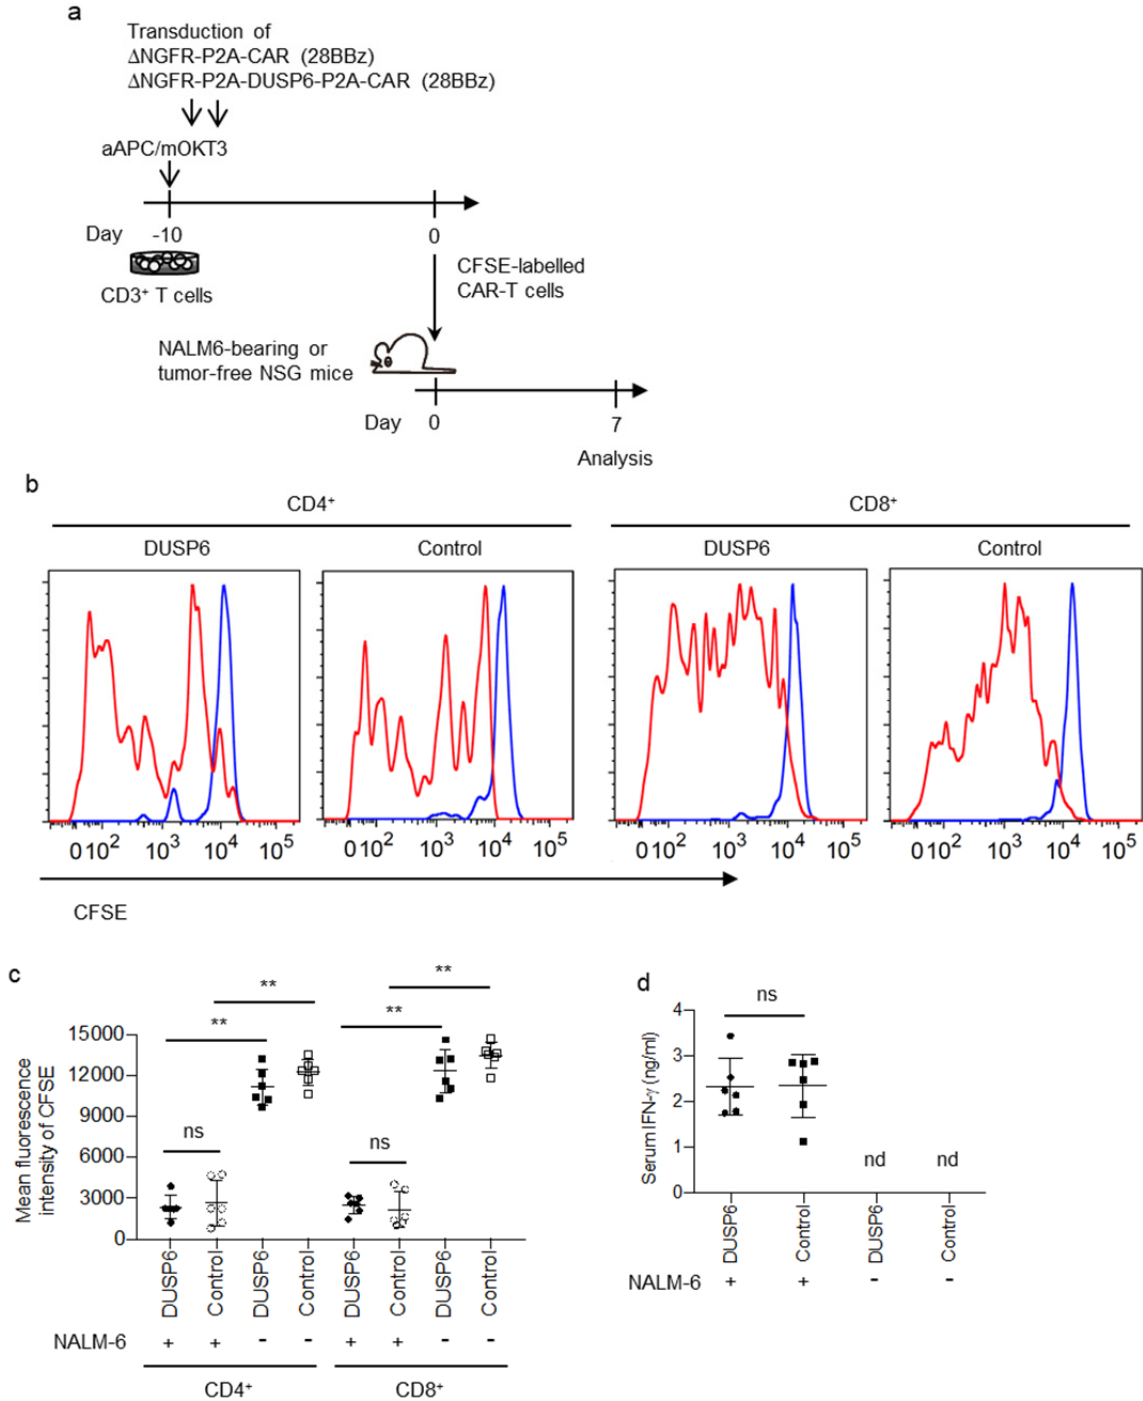 a
Transduction of
ΔNGFR-P2A-CAR (28BBz)
ΔNGFR-P2A-DUSP6-P2A-CAR (28BBz)
aAPC/mOKT3
Day -10 0
CD3+ T cells
CFSE-labelled
CAR-T cells
NALM6-bearing or
tumor-free NSG mice
Day 0 7
Analysis
b
CD4+ CD8+
DUSP6 Control DUSP6 Control
0 10² 10³ 10⁴ 10⁵ 0 10² 10³ 10⁴ 10⁵ 0 10² 10³ 10⁴ 10⁵ 0 10² 10³ 10⁴ 10⁵
CFSE
c
** ** ** **
ns ns
Mean fluorescence
intensity of CFSE
15000
12000
9000
6000
3000
0
DUSP6 Control DUSP6 Control DUSP6 Control DUSP6 Control
NALM-6 + + - - + + - -
CD4+ CD8+
d
ns
Serum IFN-γ (ng/ml)
4
3
2
1
0
nd nd
DUSP6 Control DUSP6 Control
NALM-6 + + - -